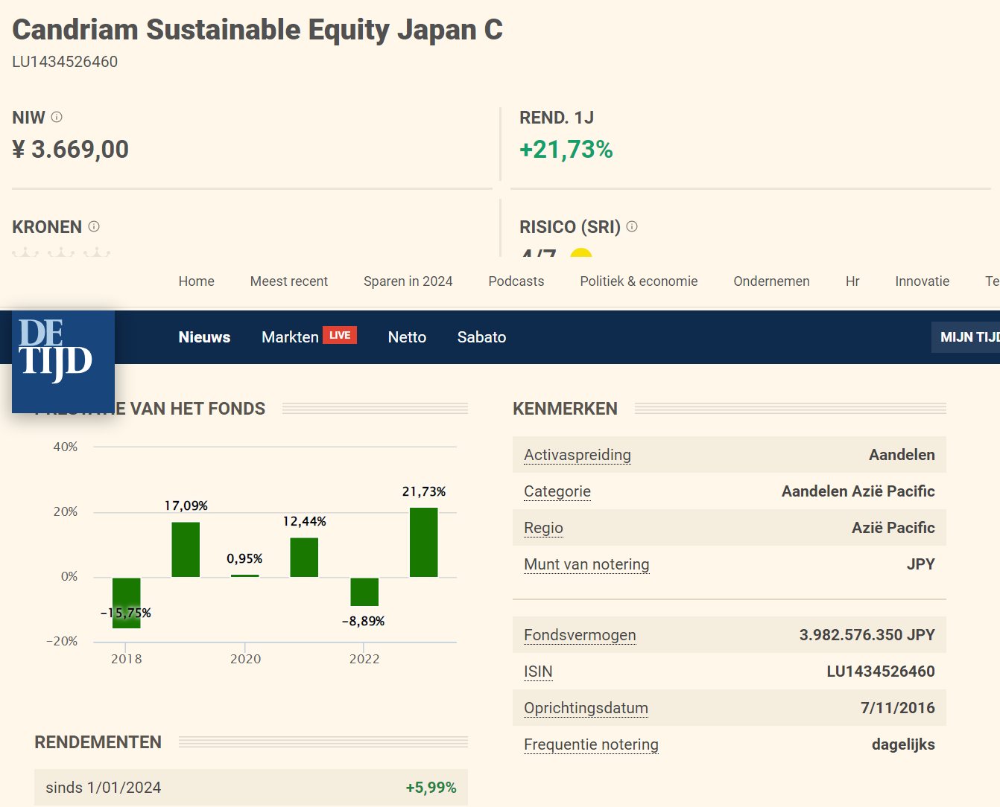 Candriam Sustainable Equity Japan C
LU1434526460
NIW
¥ 3.669,00
REND. 1J
+21,73%
KRONEN
RISICO (SRI)
4/7
Home Meest recent Sparen in 2024 Podcasts Politiek & economie Ondernemen Hr Innovatie Te
DE
TIJD
Nieuws Markten LIVE Netto Sabato MIJN TIJD
VAN HET FONDS
40%
20%
0%
−20%
−15,75%
17,09%
0,95%
12,44%
−8,89%
21,73%
2018 2020 2022
RENDEMENTEN
sinds 1/01/2024 +5,99%
KENMERKEN
Activaspreiding Aandelen
Categorie Aandelen Azië Pacific
Regio Azië Pacific
Munt van notering JPY
Fondsvermogen 3.982.576.350 JPY
ISIN LU1434526460
Oprichtingsdatum 7/11/2016
Frequentie notering dagelijks